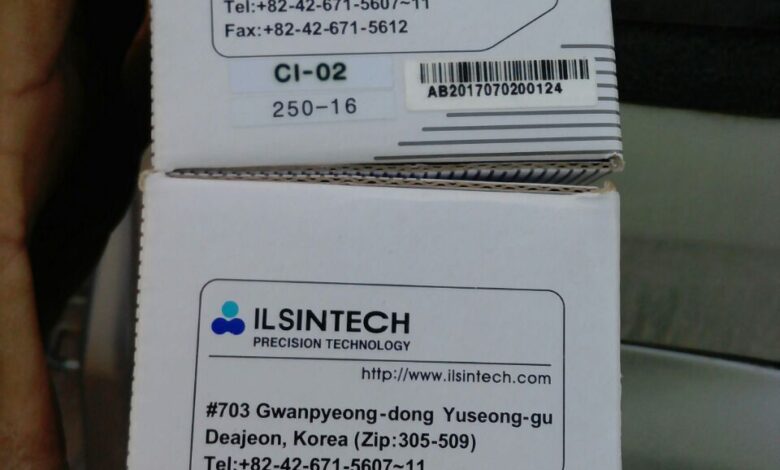 Tel:+82-42-671-5607~11
Fax:+82-42-671-5612
CI-02
250-16
AB2017070200124
ILSINTECH
PRECISION TECHNOLOGY
http://www.ilsintech.com
#703 Gwanpyeong-dong Yuseong-gu
Deajeon, Korea (Zip:305-509)
Tel:+82-42-671-5607~11